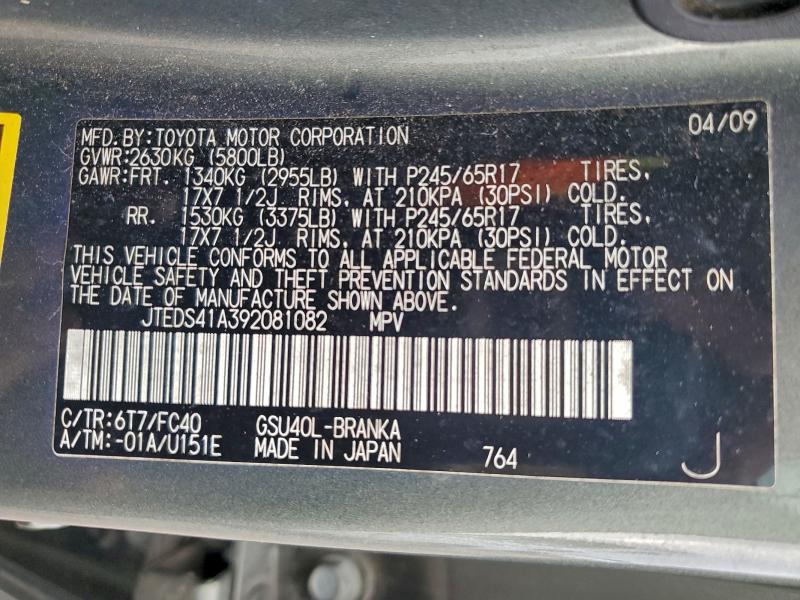 MFD.BY:TOYOTA MOTOR CORPORATION 04/09
GVWR:2630KG (5800LB)
GAWR:FRT. 1340KG (2955LB) WITH P245/65R17 TIRES,
17X7 1/2J RIMS, AT 210KPA (30PSI) COLD.
RR. 1530KG (3375LB) WITH P245/65R17 TIRES,
17X7 1/2J RIMS, AT 210KPA (30PSI) COLD.
THIS VEHICLE CONFORMS TO ALL APPLICABLE FEDERAL MOTOR
VEHICLE SAFETY AND THEFT PREVENTION STANDARDS IN EFFECT ON
THE DATE OF MANUFACTURE SHOWN ABOVE.
JTEDS41A392081082 MPV
C/TR:6T7/FC40 GSU40L-BRANKA
A/TM:-01A/U151E MADE IN JAPAN 764 J